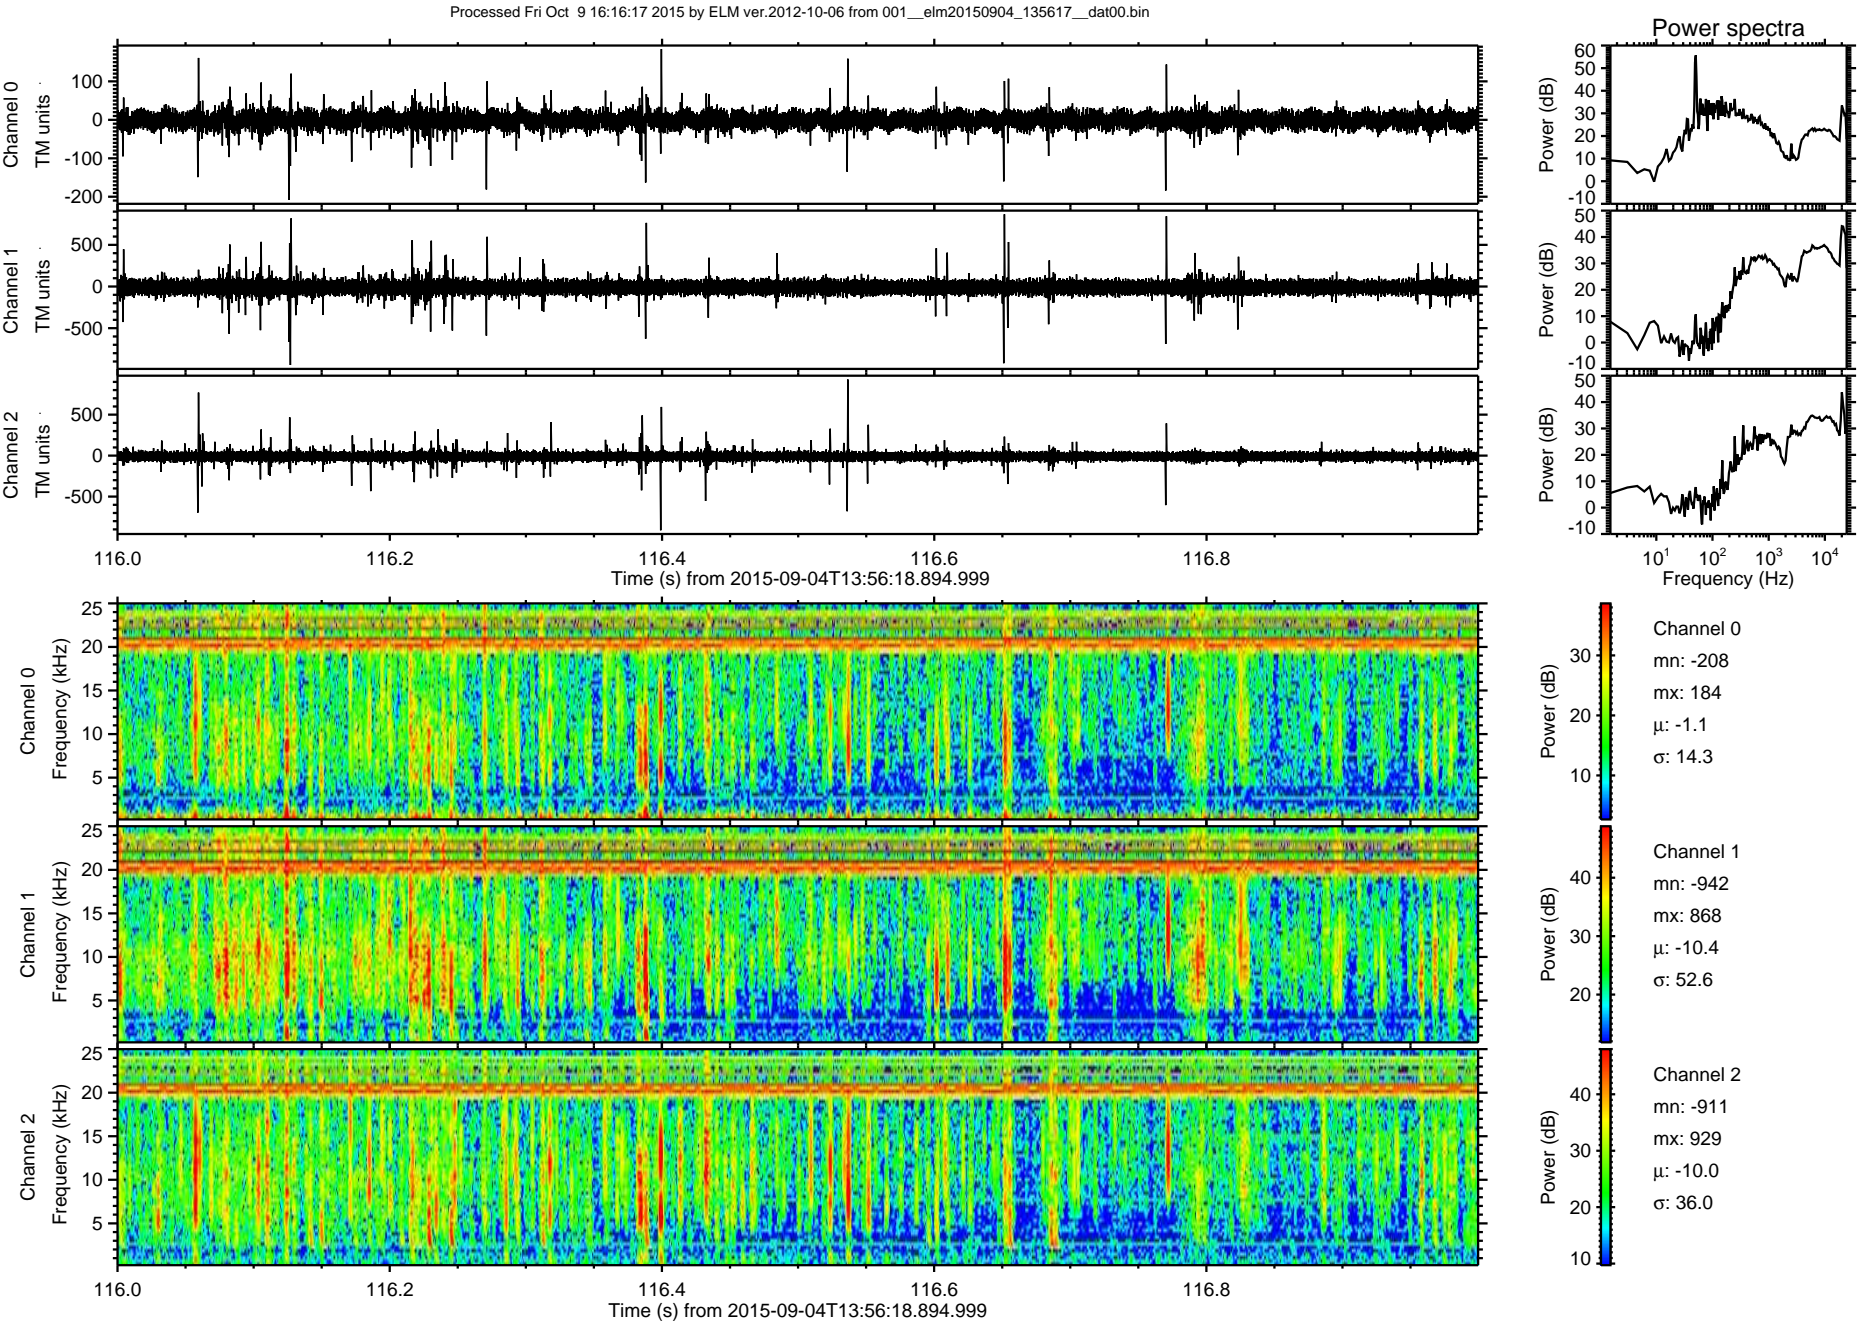 Processed Fri Oct  9 16:16:17 2015 by ELM ver.2012-10-06 from 001__elm20150904_135617__dat00.bin
Power spectra
Channel 0
TM units
100
0
-100
-200
Power (dB)
60
50
40
30
20
10
0
-10
Channel 1
TM units
500
0
-500
Power (dB)
50
40
30
20
10
0
-10
Channel 2
TM units
500
0
-500
Power (dB)
50
40
30
20
10
0
-10
116.0 116.2 116.4 116.6 116.8
Time (s) from 2015-09-04T13:56:18.894.999
10¹ 10² 10³ 10⁴
Frequency (Hz)
Channel 0
Frequency (kHz)
25
20
15
10
5
Power (dB)
30
20
10
Channel 0
mn: -208
mx: 184
μ: -1.1
σ: 14.3
Channel 1
Frequency (kHz)
25
20
15
10
5
Power (dB)
40
30
20
Channel 1
mn: -942
mx: 868
μ: -10.4
σ: 52.6
Channel 2
Frequency (kHz)
25
20
15
10
5
Power (dB)
40
30
20
10
Channel 2
mn: -911
mx: 929
μ: -10.0
σ: 36.0
116.0 116.2 116.4 116.6 116.8
Time (s) from 2015-09-04T13:56:18.894.999